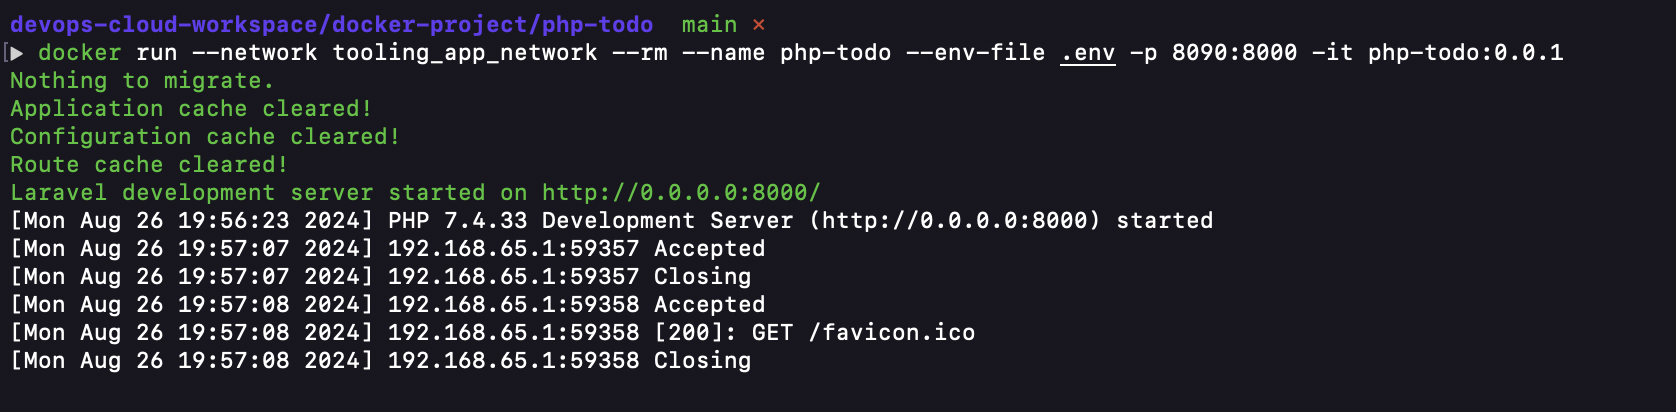 devops-cloud-workspace/docker-project/php-todo  main ×
[▶ docker run --network tooling_app_network --rm --name php-todo --env-file .env -p 8090:8000 -it php-todo:0.0.1
Nothing to migrate.
Application cache cleared!
Configuration cache cleared!
Route cache cleared!
Laravel development server started on http://0.0.0.0:8000/
[Mon Aug 26 19:56:23 2024] PHP 7.4.33 Development Server (http://0.0.0.0:8000) started
[Mon Aug 26 19:57:07 2024] 192.168.65.1:59357 Accepted
[Mon Aug 26 19:57:07 2024] 192.168.65.1:59357 Closing
[Mon Aug 26 19:57:08 2024] 192.168.65.1:59358 Accepted
[Mon Aug 26 19:57:08 2024] 192.168.65.1:59358 [200]: GET /favicon.ico
[Mon Aug 26 19:57:08 2024] 192.168.65.1:59358 Closing